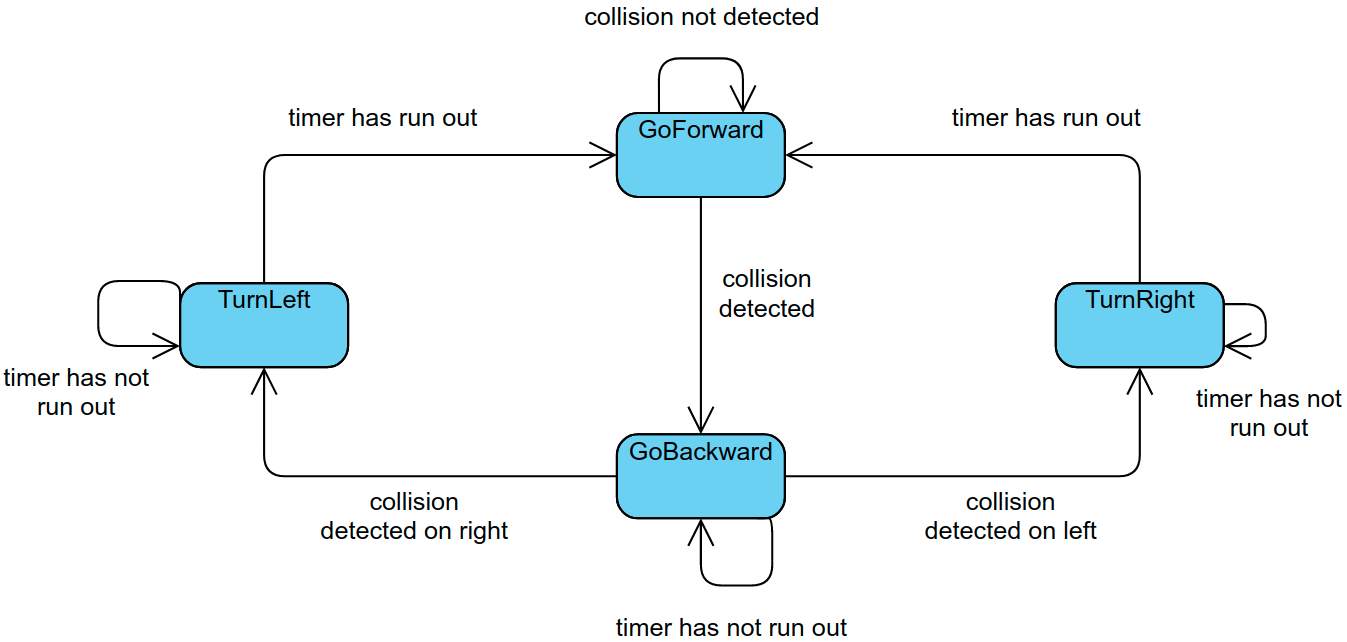 collision not detected
timer has run out
GoForward
timer has run out
collision
detected
TurnLeft
TurnRight
timer has not
run out
timer has not
run out
GoBackward
collision
detected on right
collision
detected on left
timer has not run out